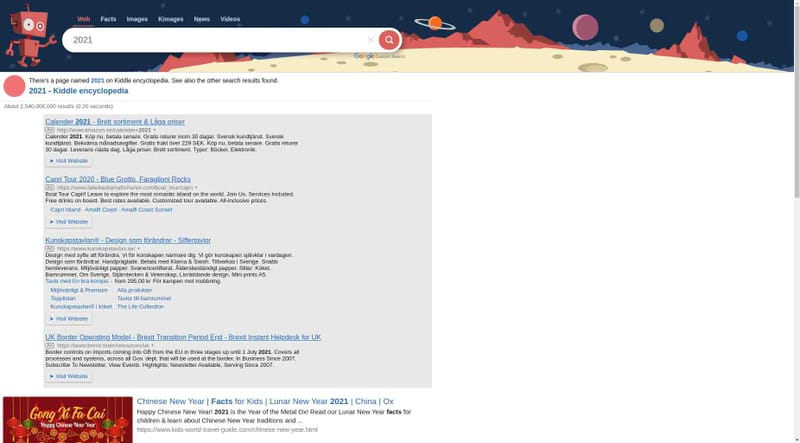 Web Facts Images Kimages News Videos
2021
Google Custom Search
There's a page named 2021 on Kiddle encyclopedia. See also the other search results found.
2021 - Kiddle encyclopedia
About 2,540,000,000 results (0.20 seconds)
Calender 2021 - Brett sortiment & Låga priser
Ad http://www.amazon.se/calender+2021
Calender 2021. Köp nu, betala senare. Gratis returer inom 30 dagar. Svensk kundtjänst. Svensk
kundtjänst. Bekväma månadsavgifter. Gratis frakt över 229 SEK. Köp nu, betala senare. Gratis returer
30 dagar. Leverans nästa dag. Låga priser. Brett sortiment. Typer: Böcker, Elektronik.
➤ Visit Website
Capri Tour 2020 - Blue Grotto, Faraglioni Rocks
Boat Tour Capri! Leave to explore the most romantic island on the world, Join Us. Services Included.
Free drinks on board. Best rates available. Customized tour available. All-inclusive prices.
Capri Island · Amalfi Coast · Amalfi Coast Sunset
➤ Visit Website
Kunskapstavlan® - Design som förändrar - Siffertavlor
Ad https://www.kunskapstavlan.se/
Design med syfte att förändra. Vi för kunskapen närmare dig. Vi gör kunskapen självklar i vardagen.
Design som förändrar. Handpräglade. Betala med Klarna & Swish. Tillverkas i Sverige. Snabb
hemleverans. Miljövänligt papper. Svanencertifierat. Åldersbeständigt papper. Stilar: Köket,
Barnrummet, Om Sverige, Stjärntecken & Vetenskap, Livrädddande design, Mini prints A5.
Tavla med En bra kompis - from 295,00 kr För kampen mot mobbning
Miljövänligt & Premium Alla produkter
Topplistan Tavlor till barnrummet
Kunskapstavlan® i köket The Life Collection
➤ Visit Website
UK Border Operating Model - Brexit Transition Period End - Brexit Instant Helpdesk for UK
Ad https://www.brexit.team/resources/uk
Border controls on imports coming into GB from the EU in three stages up until 1 July 2021. Covers all
processes and systems, across all Gov. dept. that will be used at the border. In Business Since 2007.
Subscribe To Newsletter. View Events. Highlights: Newsletter Available, Serving Since 2007.
➤ Visit Website
Gong Xi Fa Cai
Happy Chinese New Year
Chinese New Year | Facts for Kids | Lunar New Year 2021 | China | Ox
Happy Chinese New Year! 2021 is the Year of the Metal Ox! Read our Lunar New Year facts for
children & learn about Chinese New Year traditions and ...
https://www.kids-world-travel-guide.com/chinese-new-year.html